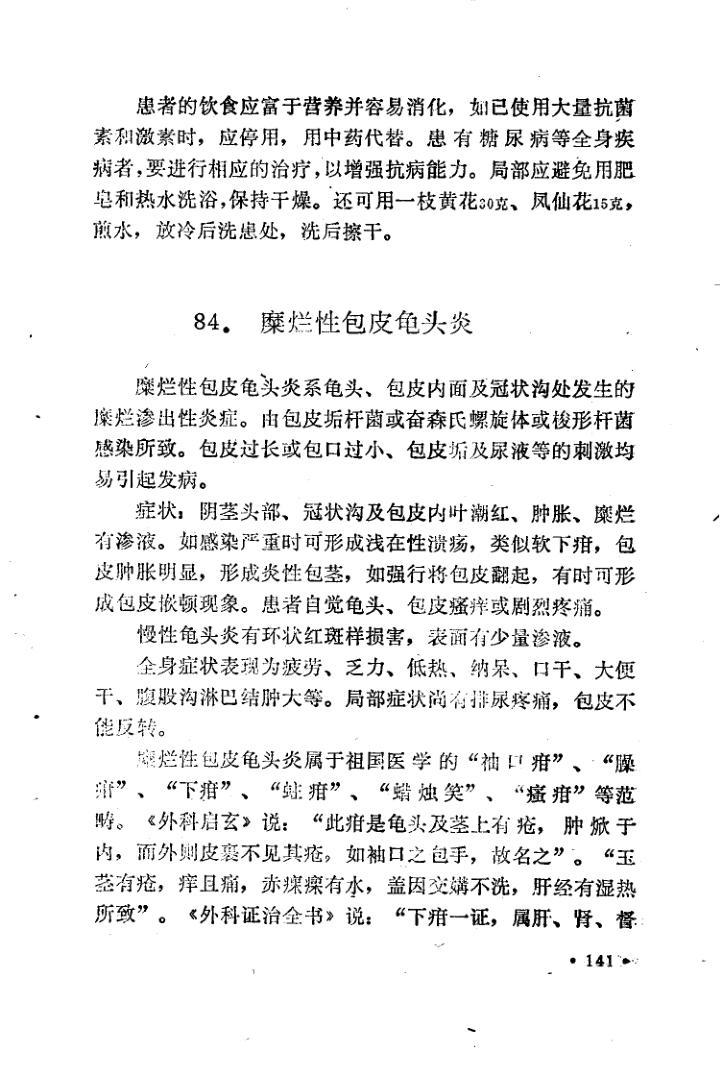 患者的饮食应富于营养并容易消化，如已使用大量抗菌
素和激素时，应停用，用中药代替。患有糖尿病等全身疾
病者，要进行相应的治疗，以增强抗病能力。局部应避免用肥
皂和热水洗浴，保持干燥。还可用一枝黄花30克、凤仙花15克，
煎水，放冷后洗患处，洗后擦干。
84． 糜烂性包皮龟头炎
糜烂性包皮龟头炎系龟头、包皮内面及冠状沟处发生的
糜烂渗出性炎症。由包皮垢杆菌或奋森氏螺旋体或梭形杆菌
感染所致。包皮过长或包口过小、包皮垢及尿液等的刺激均
易引起发病。
症状：阴茎头部、冠状沟及包皮内叶潮红、肿胀、糜烂
有渗液。如感染严重时可形成浅在性溃疡，类似软下疳，包
皮肿胀明显，形成炎性包茎，如强行将包皮翻起，有时可形
成包皮嵌顿现象。患者自觉龟头、包皮瘙痒或剧烈疼痛。
慢性龟头炎有环状红斑样损害，表面有少量渗液。
全身症状表现为疲劳、乏力、低热、纳呆、口干、大便
干、腹股沟淋巴结肿大等。局部症状尚有排尿疼痛，包皮不
能反转。
糜烂性包皮龟头炎属于祖国医学的“袖口疳”、“臊
疳”、“下疳”、“蛀疳”、“蜡烛笑”、“瘙疳”等范
畴。《外科启玄》说：“此疳是龟头及茎上有疮，肿焮于
内，而外则皮裹不见其疮，如袖口之包手，故名之”。“玉
茎有疮，痒且痛，赤瘰瘰有水，盖因交媾不洗，肝经有湿热
所致”。《外科证治全书》说：“下疳一证，属肝、肾、督
• 141 •